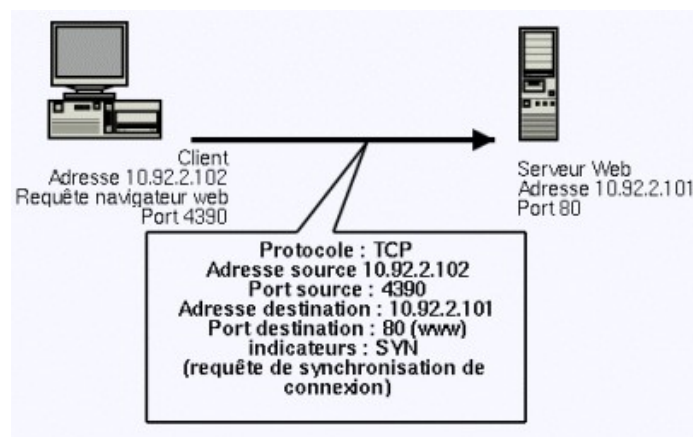 Client
Adresse 10.92.2.102
Requête navigateur web
Port 4390
Serveur Web
Adresse 10.92.2.101
Port 80
Protocole : TCP
Adresse source 10.92.2.102
Port source : 4390
Adresse destination : 10.92.2.101
Port destination : 80 (www)
indicateurs : SYN
(requête de synchronisation de
connexion)